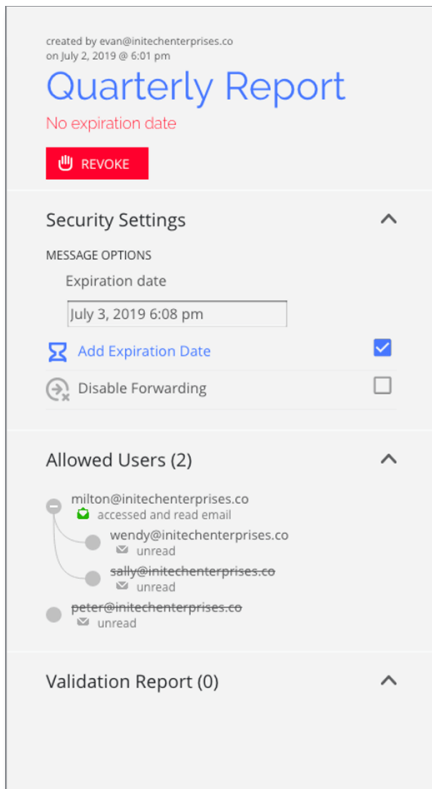 created by evan@initechenterprises.co
on July 2, 2019 @ 6:01 pm
Quarterly Report
No expiration date
REVOKE
Security Settings
MESSAGE OPTIONS
Expiration date
July 3, 2019 6:08 pm
Add Expiration Date
Disable Forwarding
Allowed Users (2)
milton@initechenterprises.co
accessed and read email
wendy@initechenterprises.co
unread
sally@initechenterprises.co
unread
peter@initechenterprises.co
unread
Validation Report (0)